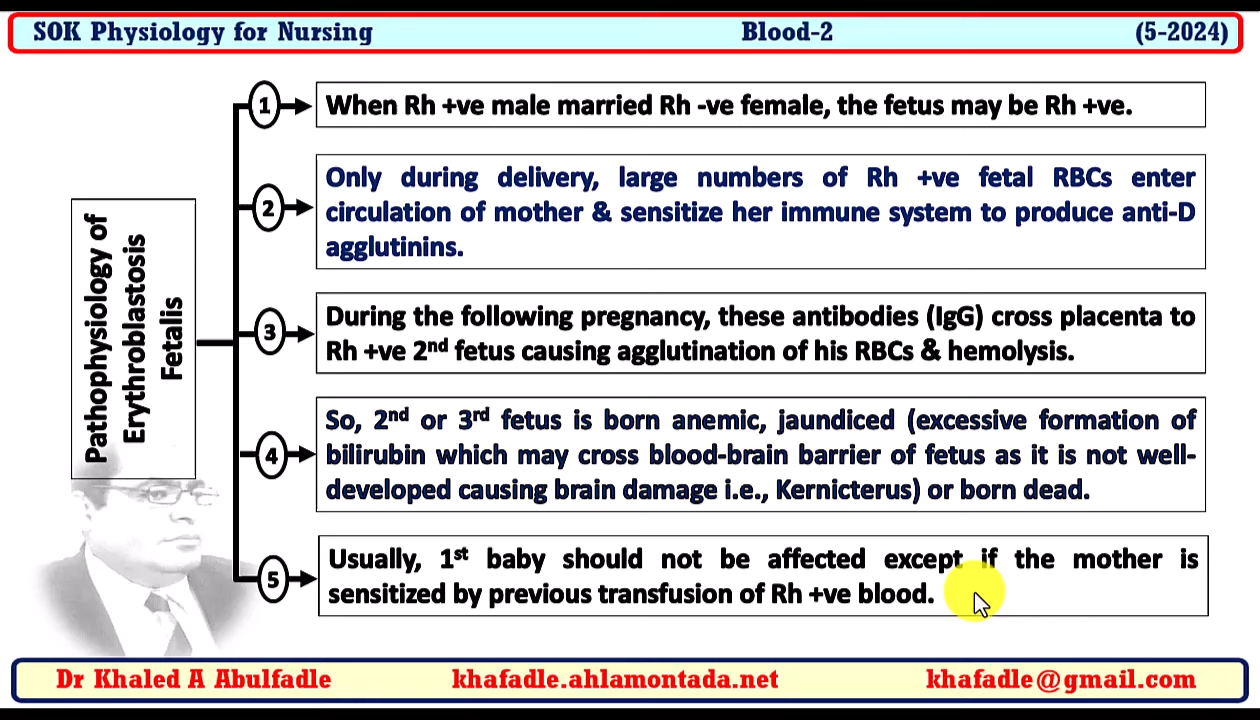 SOK Physiology for Nursing Blood-2 (5-2024)
Pathophysiology of
Erythroblastosis
Fetalis
1 When Rh +ve male married Rh -ve female, the fetus may be Rh +ve.
2 Only during delivery, large numbers of Rh +ve fetal RBCs enter
circulation of mother & sensitize her immune system to produce anti-D
agglutinins.
3 During the following pregnancy, these antibodies (IgG) cross placenta to
Rh +ve 2nd fetus causing agglutination of his RBCs & hemolysis.
4 So, 2nd or 3rd fetus is born anemic, jaundiced (excessive formation of
bilirubin which may cross blood-brain barrier of fetus as it is not well-
developed causing brain damage i.e., Kernicterus) or born dead.
5 Usually, 1st baby should not be affected except if the mother is
sensitized by previous transfusion of Rh +ve blood.
Dr Khaled A Abulfadle khafadle.ahlamontada.net khafadle@gmail.com